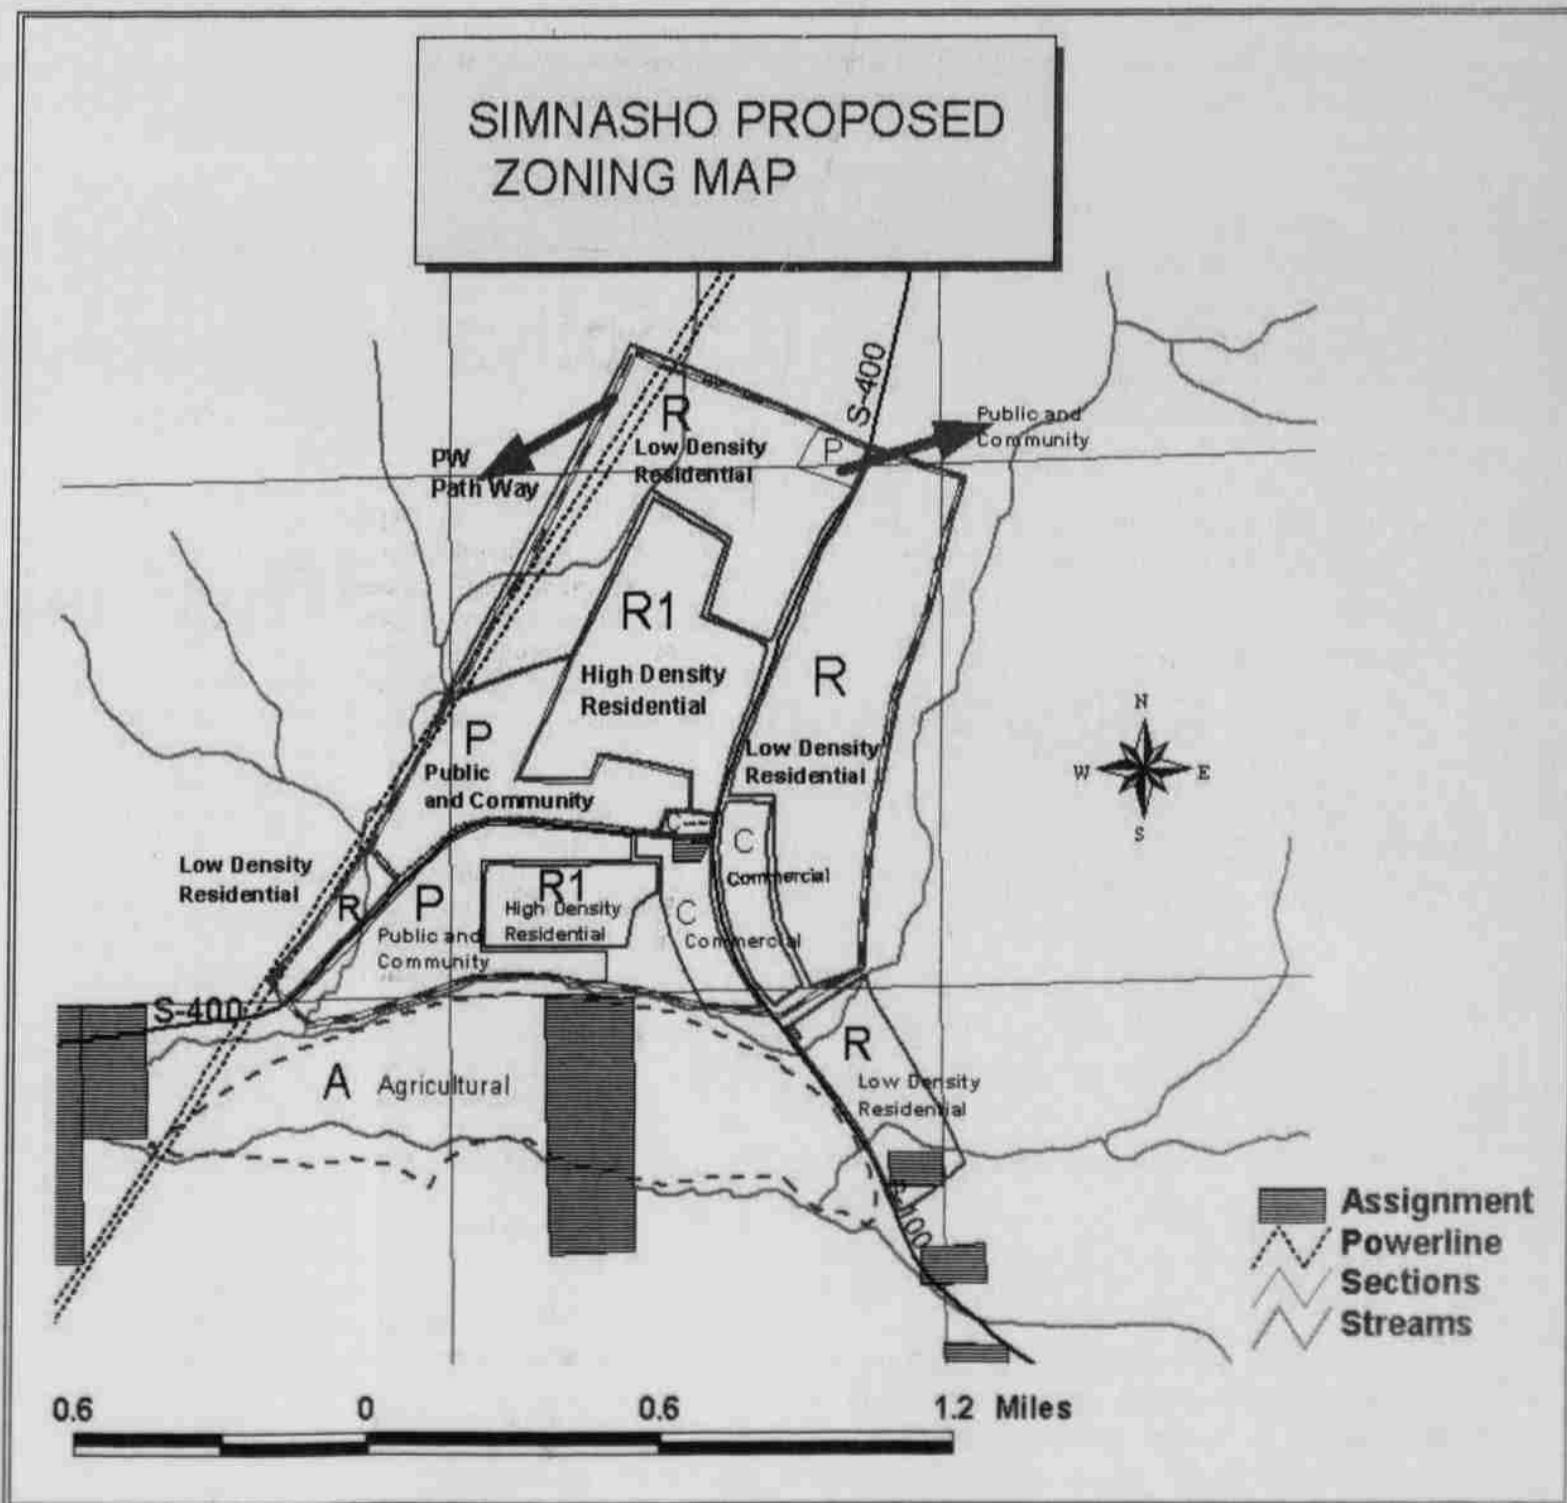 SIMNASHO PROPOSED
ZONING MAP
S-400
R
Low Density
Residential
P
Public and
Community
PW
Path Way
R1
High Density
Residential
R
Low Density
Residential
N
W
E
S
P
Public
and Community
C
C
Commercial
Low Density
Residential
R
P
Public and
Community
R1
High Density
Residential
C
Commercial
S-400
R
Low Density
Residential
A Agricultural
Assignment
Powerline
Sections
Streams
0.6 0 0.6 1.2 Miles